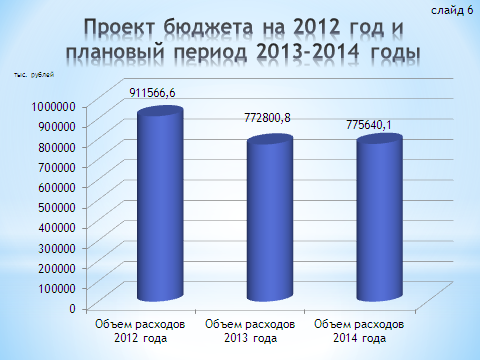 слайд 6
Проект бюджета на 2012 год и
плановый период 2013-2014 годы
тыс. рублей
911566,6
772800,8
775640,1
1000000
900000
800000
700000
600000
500000
400000
300000
200000
100000
0
Объем расходов
2012 года
Объем расходов
2013 года
Объем расходов
2014 года